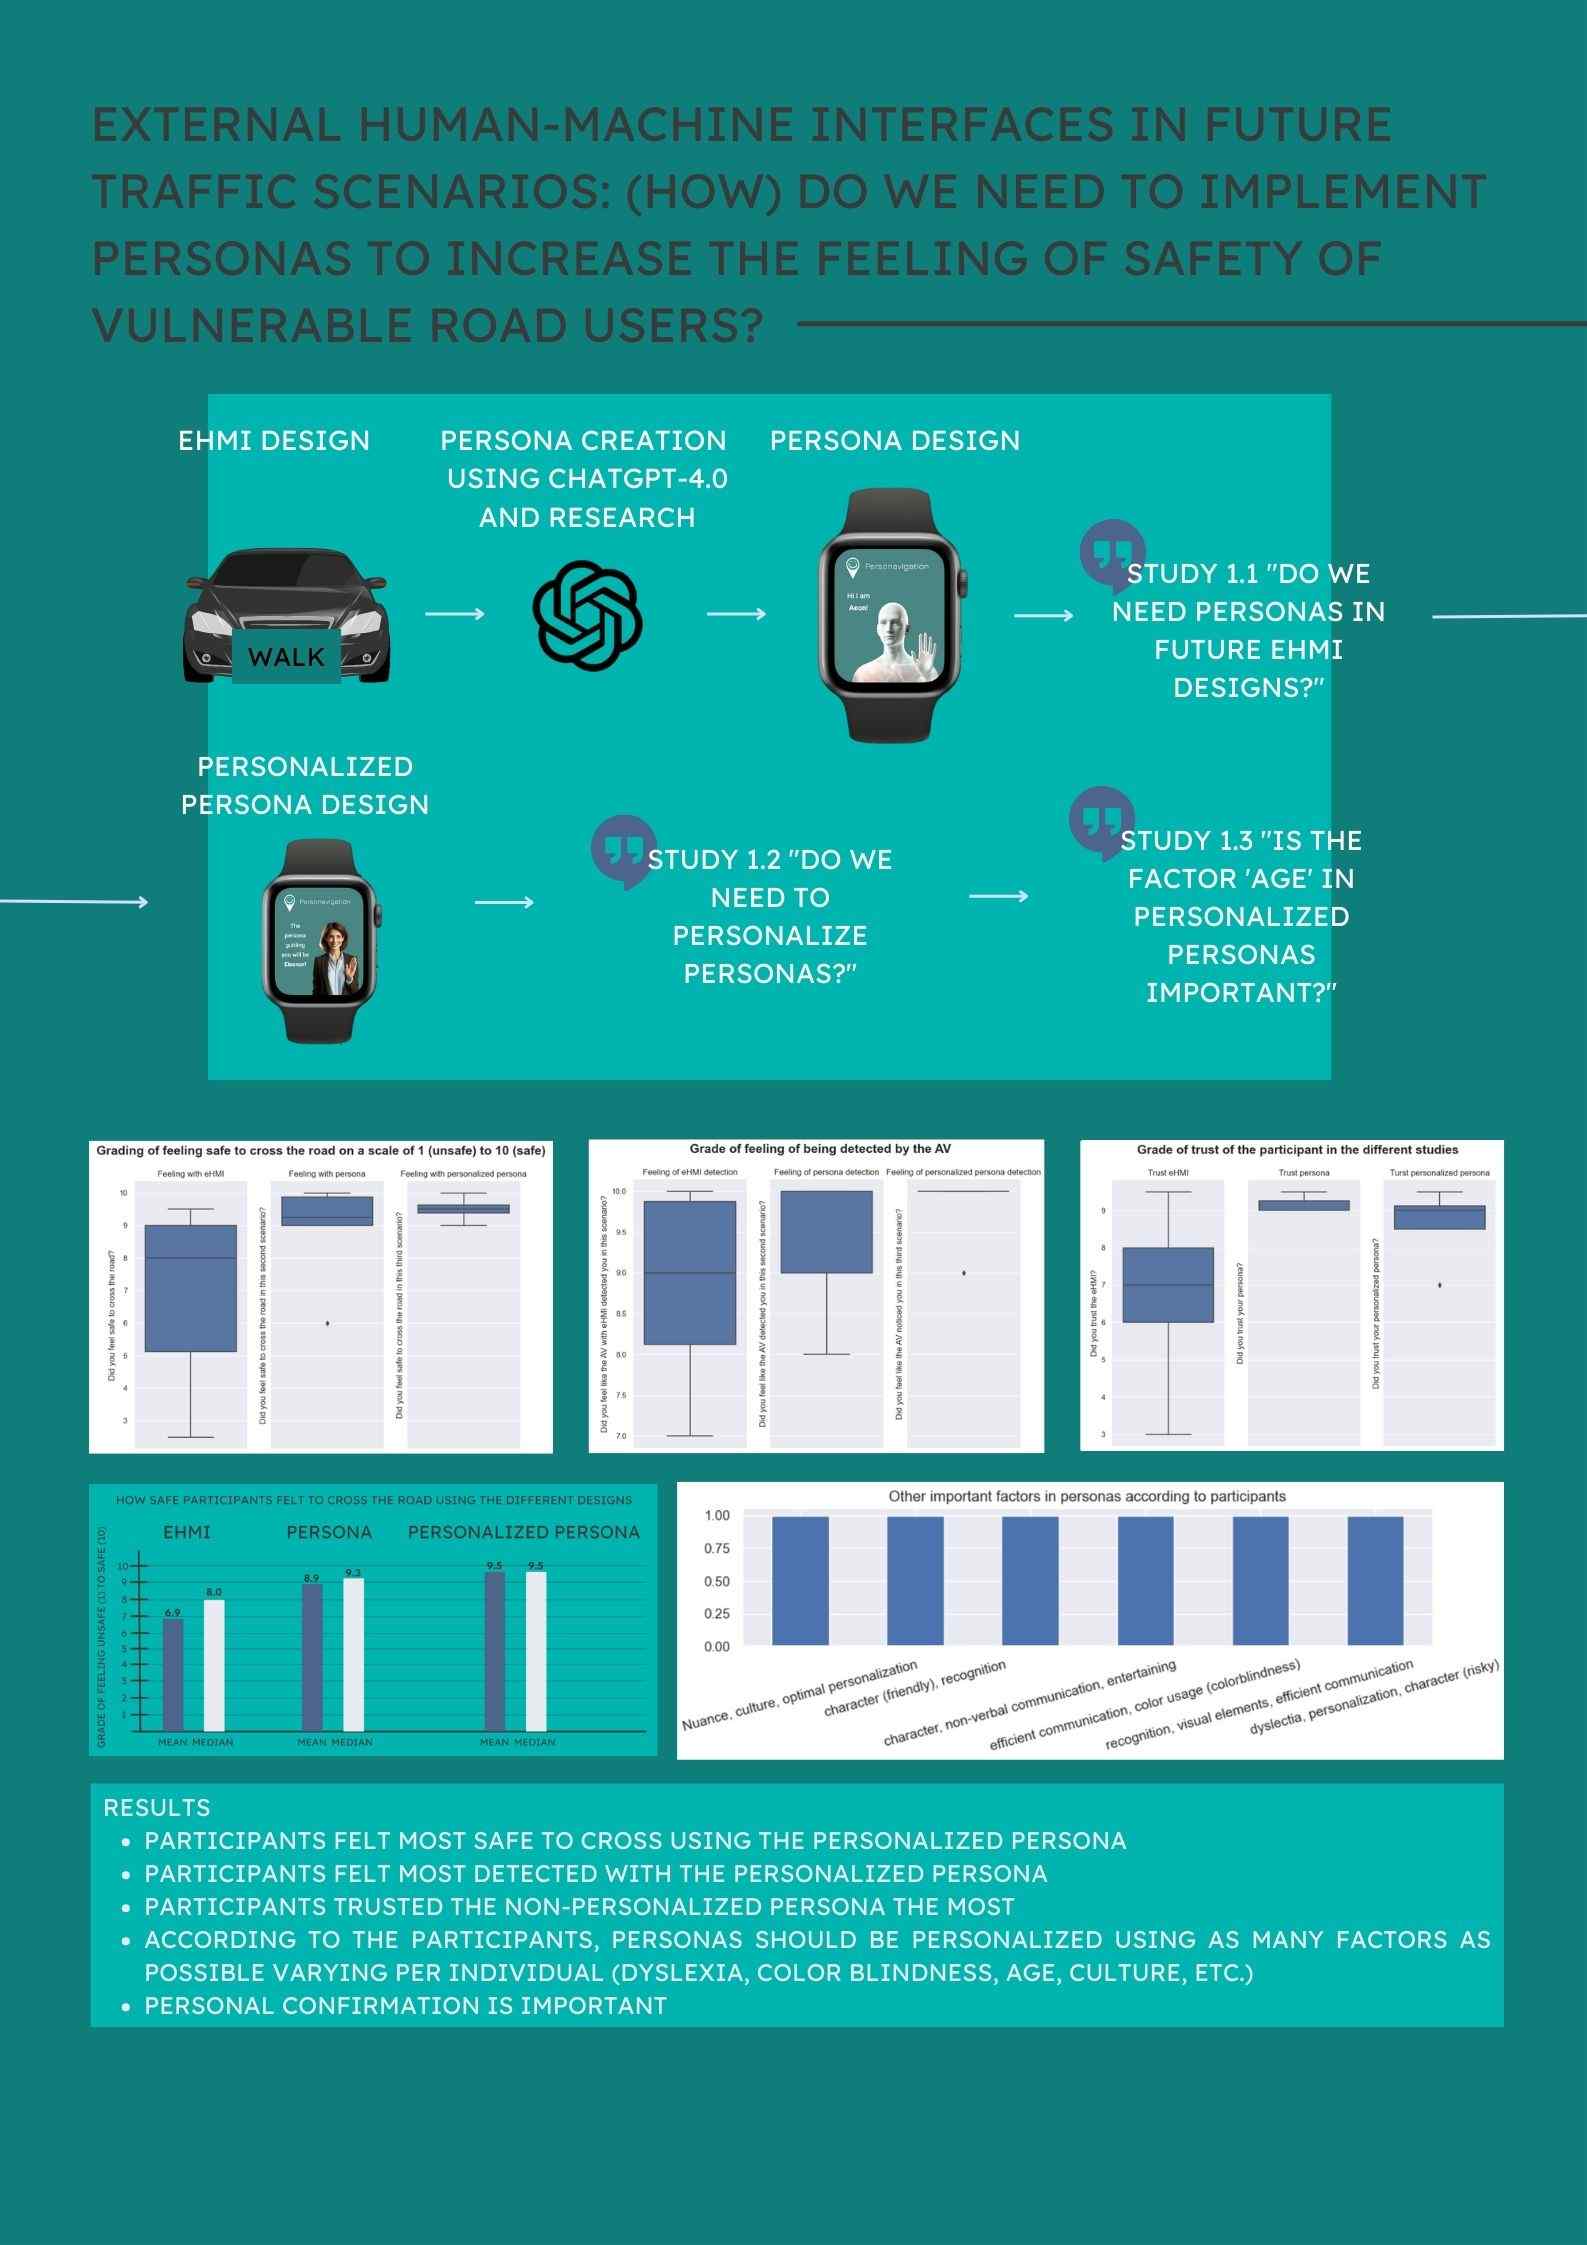 EXTERNAL HUMAN-MACHINE INTERFACES IN FUTURE
TRAFFIC SCENARIOS: (HOW) DO WE NEED TO IMPLEMENT
PERSONAS TO INCREASE THE FEELING OF SAFETY OF
VULNERABLE ROAD USERS?
EHMI DESIGN
WALK
PERSONA CREATION
USING CHATGPT-4.0
AND RESEARCH
PERSONA DESIGN
Personavigation
Hi I am
Aeon!
STUDY 1.1 "DO WE
NEED PERSONAS IN
FUTURE EHMI
DESIGNS?"
PERSONALIZED
PERSONA DESIGN
Personavigation
The
persona
guiding
you will be
STUDY 1.2 "DO WE
NEED TO
PERSONALIZE
PERSONAS?"
STUDY 1.3 "IS THE
FACTOR 'AGE' IN
PERSONALIZED
PERSONAS
IMPORTANT?"
Grading of feeling safe to cross the road on a scale of 1 (unsafe) to 10 (safe)
Feeling with eHMI
Feeling with persona
Feeling with personalized persona
Did you feel safe to cross the road?
10
9
8
7
6
5
4
3
Did you feel safe to cross the road in this second scenario?
Did you feel safe to cross the road in this third scenario?
Grade of feeling of being detected by the AV
Feeling of eHMI detection
Feeling of persona detection
Feeling of personalized persona detection
Did you feel like the AV with eHMI detected you in this scenario?
10.0
9.5
9.0
8.5
8.0
7.5
7.0
Did you feel like the AV detected you in this second scenario?
Did you feel like the AV noticed you in this third scenario?
Grade of trust of the participant in the different studies
Trust eHMI
Trust persona
Turst personalized persona
Did you trust the eHMI?
9
8
7
6
5
4
3
Did you trust your persona?
Did you trust your personalized persona?
HOW SAFE PARTICIPANTS FELT TO CROSS THE ROAD USING THE DIFFERENT DESIGNS
EHMI
PERSONA
PERSONALIZED PERSONA
GRADE OF FEELING UNSAFE (1) TO SAFE (10)
10
9
8
7
6
5
4
3
2
1
6.9
8.0
8.9
9.3
9.5
9.5
MEAN MEDIAN
MEAN MEDIAN
MEAN MEDIAN
Other important factors in personas according to participants
1.00
0.75
0.50
0.25
0.00
Nuance, culture, optimal personalization
character (friendly), recognition
character, non-verbal communication, entertaining
efficient communication, color usage (colorblindness)
recognition, visual elements, efficient communication
dyslectia, personalization, character (risky)
RESULTS
• PARTICIPANTS FELT MOST SAFE TO CROSS USING THE PERSONALIZED PERSONA
• PARTICIPANTS FELT MOST DETECTED WITH THE PERSONALIZED PERSONA
• PARTICIPANTS TRUSTED THE NON-PERSONALIZED PERSONA THE MOST
• ACCORDING TO THE PARTICIPANTS, PERSONAS SHOULD BE PERSONALIZED USING AS MANY FACTORS AS
POSSIBLE VARYING PER INDIVIDUAL (DYSLEXIA, COLOR BLINDNESS, AGE, CULTURE, ETC.)
• PERSONAL CONFIRMATION IS IMPORTANT